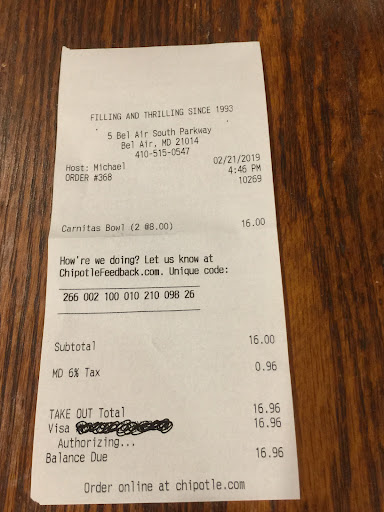 FILLING AND THRILLING SINCE 1993
5 Bel Air South Parkway
Bel Air, MD 21014
410-515-0547
Host: Michael 02/21/2019
ORDER #368 4:46 PM
10269
Carnitas Bowl (2 @8.00) 16.00
How're we doing? Let us know at
ChipotleFeedback.com. Unique code:
266 002 100 010 210 098 26
Subtotal 16.00
MD 6% Tax 0.96
TAKE OUT Total 16.96
Visa 16.96
Authorizing...
Balance Due 16.96
Order online at chipotle.com